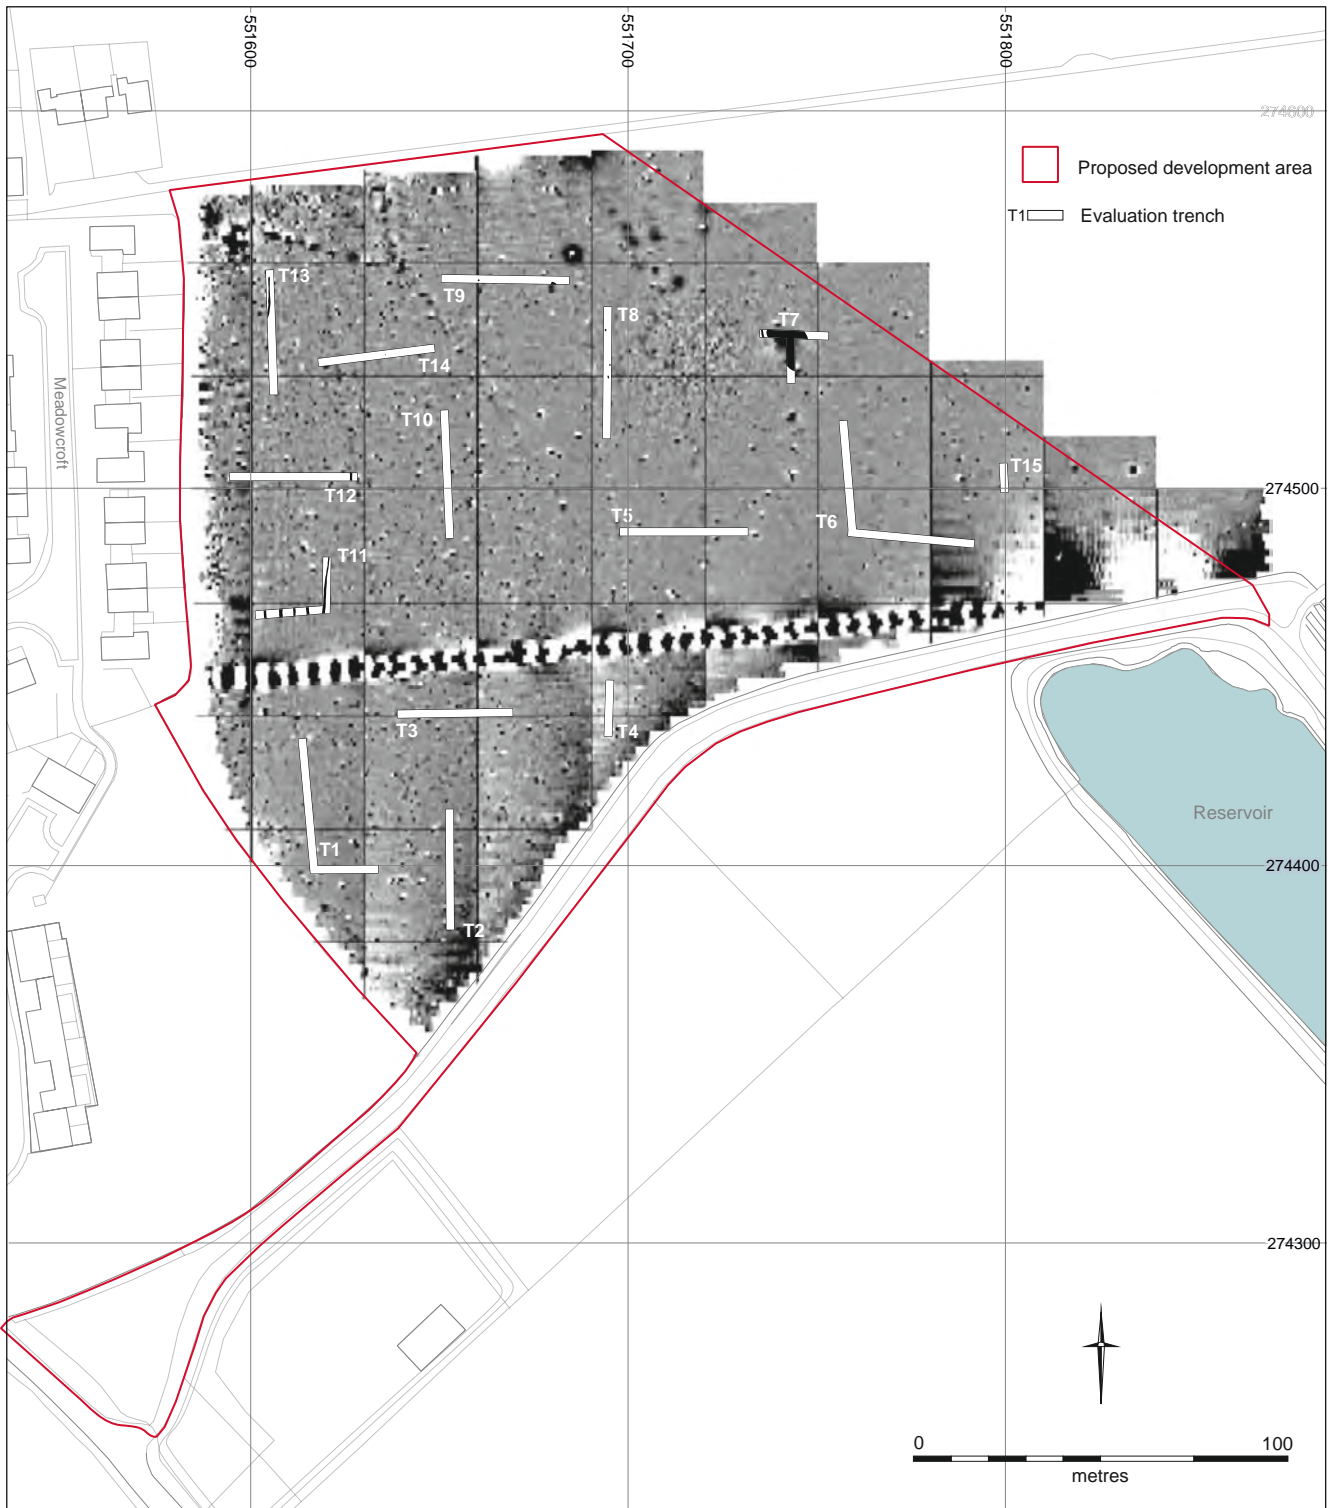 551600
551700
551800
274600
Proposed development area
T1 Evaluation trench
T13
T9
T8
T7
T14
Meadowcroft
T10
T15
T12
274500
T5
T6
T11
T3
T4
Reservoir
T1
274400
T2
274300
0 100
metres